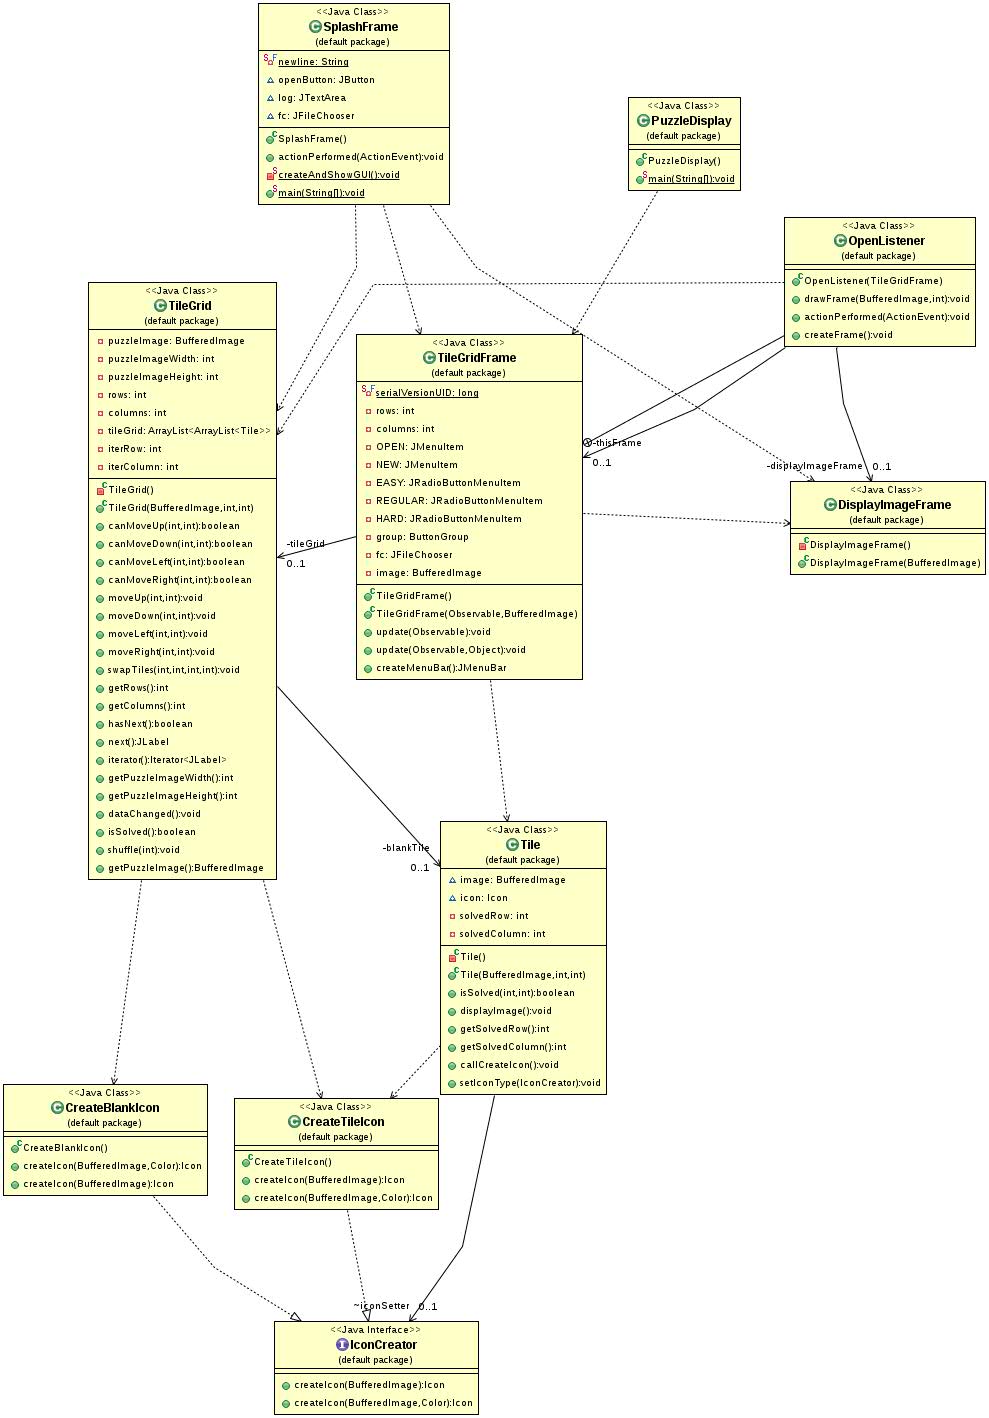 <<Java Class>>
SplashFrame
(default package)
newline: String
openButton: JButton
log: JTextArea
fc: JFileChooser
SplashFrame()
actionPerformed(ActionEvent):void
createAndShowGUI():void
main(String[]):void
<<Java Class>>
PuzzleDisplay
(default package)
PuzzleDisplay()
main(String[]):void
<<Java Class>>
OpenListener
(default package)
OpenListener(TileGridFrame)
drawFrame(BufferedImage,int):void
actionPerformed(ActionEvent):void
createFrame():void
<<Java Class>>
TileGrid
(default package)
puzzleImage: BufferedImage
puzzleImageWidth: int
puzzleImageHeight: int
rows: int
columns: int
tileGrid: ArrayList<ArrayList<Tile>>
iterRow: int
iterColumn: int
TileGrid()
TileGrid(BufferedImage,int,int)
canMoveUp(int,int):boolean
canMoveDown(int,int):boolean
canMoveLeft(int,int):boolean
canMoveRight(int,int):boolean
moveUp(int,int):void
moveDown(int,int):void
moveLeft(int,int):void
moveRight(int,int):void
swapTiles(int,int,int,int):void
getRows():int
getColumns():int
hasNext():boolean
next():JLabel
iterator():Iterator<JLabel>
getPuzzleImageWidth():int
getPuzzleImageHeight():int
dataChanged():void
isSolved():boolean
shuffle(int):void
getPuzzleImage():BufferedImage
<<Java Class>>
TileGridFrame
(default package)
serialVersionUID: long
rows: int
columns: int
OPEN: JMenuItem
NEW: JMenuItem
EASY: JRadioButtonMenuItem
REGULAR: JRadioButtonMenuItem
HARD: JRadioButtonMenuItem
group: ButtonGroup
fc: JFileChooser
image: BufferedImage
TileGridFrame()
TileGridFrame(Observable,BufferedImage)
update(Observable):void
update(Observable,Object):void
createMenuBar():JMenuBar
-thisFrame
0..1
-displayImageFrame
0..1
<<Java Class>>
DisplayImageFrame
(default package)
DisplayImageFrame()
DisplayImageFrame(BufferedImage)
-tileGrid
0..1
-blankTile
0..1
<<Java Class>>
Tile
(default package)
image: BufferedImage
icon: Icon
solvedRow: int
solvedColumn: int
Tile()
Tile(BufferedImage,int,int)
isSolved(int,int):boolean
displayImage():void
getSolvedRow():int
getSolvedColumn():int
callCreateIcon():void
setIconType(IconCreator):void
<<Java Class>>
CreateBlankIcon
(default package)
CreateBlankIcon()
createIcon(BufferedImage,Color):Icon
createIcon(BufferedImage):Icon
<<Java Class>>
CreateTileIcon
(default package)
CreateTileIcon()
createIcon(BufferedImage):Icon
createIcon(BufferedImage,Color):Icon
~iconSetter
0..1
<<Java Interface>>
IconCreator
(default package)
createIcon(BufferedImage):Icon
createIcon(BufferedImage,Color):Icon